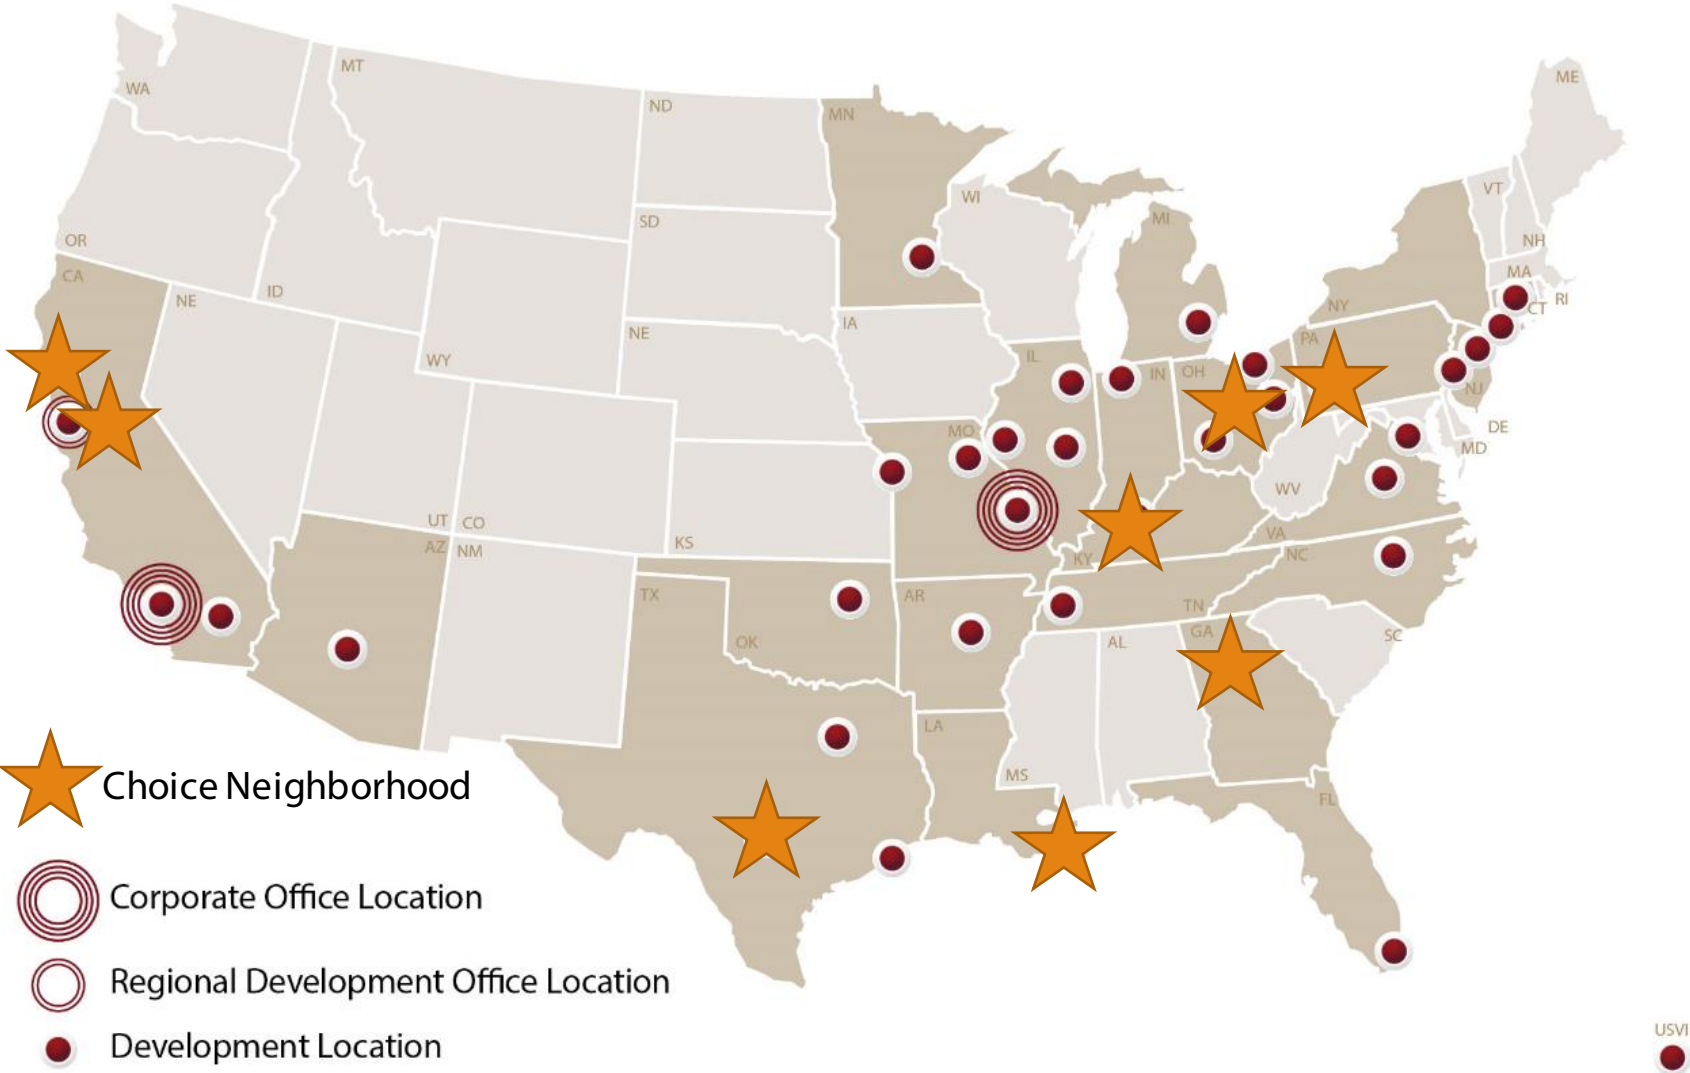 WA
MT
ND
MN
ME
WI
VT
MI
SD
OR
NH
CA
MA
ID
NE
RI
NY
CT
IA
NE
PA
WY
IL
IN
OH
NJ
MO
DE
MD
WV
UT
CO
VA
KS
AZ
NM
NC
KY
TX
AR
TN
OK
AL
GA
SC
LA
MS
FL
Choice Neighborhood
Corporate Office Location
Regional Development Office Location
Development Location
USVI